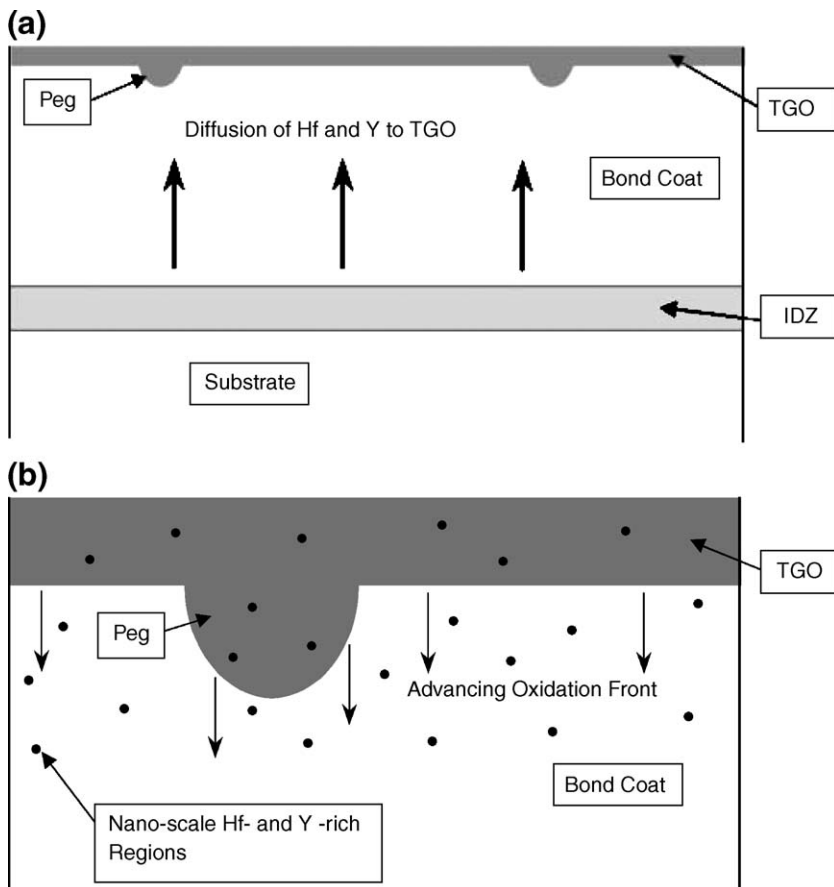 (a)
Peg
TGO
Diffusion of Hf and Y to TGO
Bond Coat
IDZ
Substrate
(b)
TGO
Peg
Advancing Oxidation Front
Bond Coat
Nano-scale Hf- and Y -rich
Regions